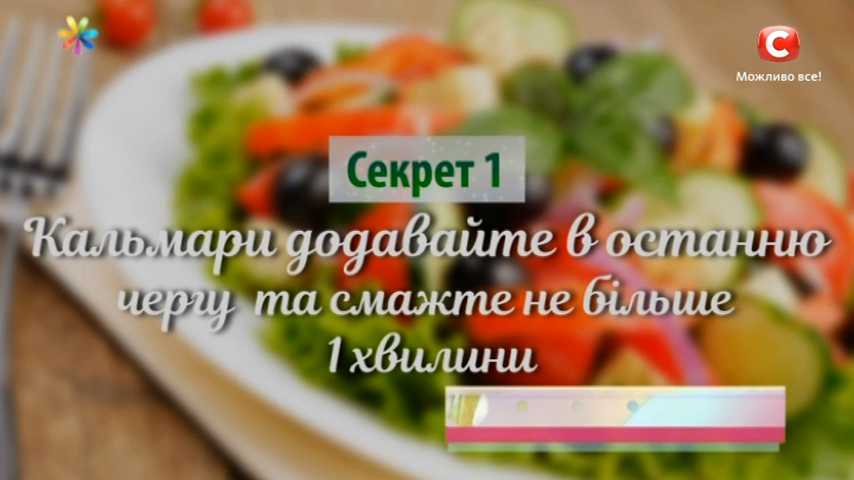 С
Можливо все!
Секрет 1
Кальмари додавайте в останню
чергу та смажте не більше
1 хвилини